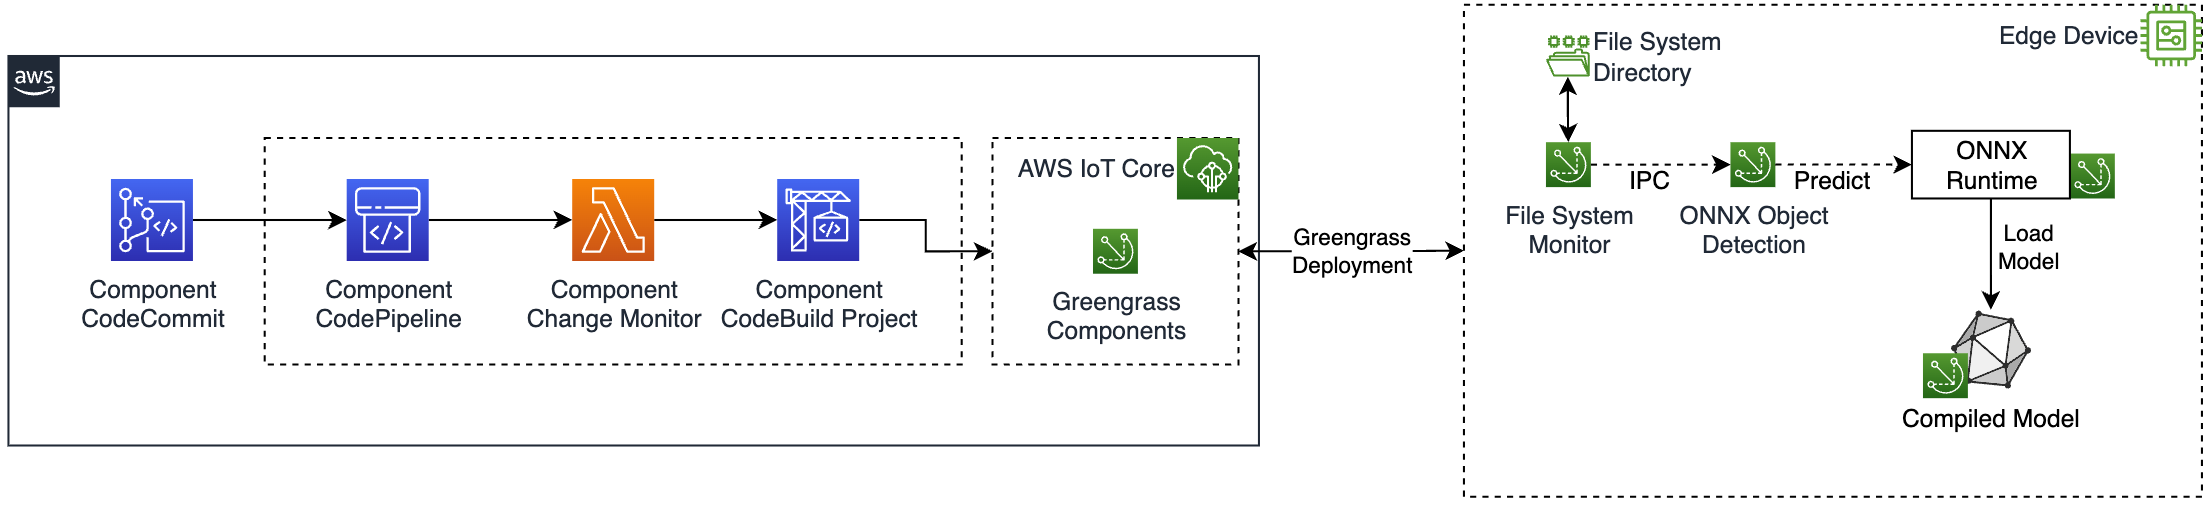 aws
Component
CodeCommit
Component
CodePipeline
Component
Change Monitor
Component
CodeBuild Project
AWS IoT Core
Greengrass
Components
Greengrass
Deployment
Edge Device
File System
Directory
File System
Monitor
IPC
ONNX Object
Detection
Predict
ONNX
Runtime
Load
Model
Compiled Model